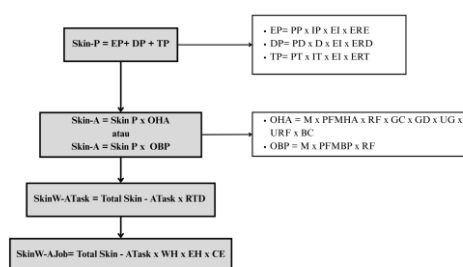 Skin-P = EP+ DP + TP
• EP= PP x IP x EI x ERE
• DP= PD x D x EI x ERD
• TP= PT x IT x EI x ERT
Skin-A = Skin P x OHA
atau
Skin-A = Skin P x OBP
• OHA = M x PFMHA x RF x GC x GD x UG x
URF x BC
• OBP = M x PFMBP x RF
SkinW-ATask = Total Skin - ATask x RTD
SkinW-AJob= Total Skin - ATask x WH x EH x CE